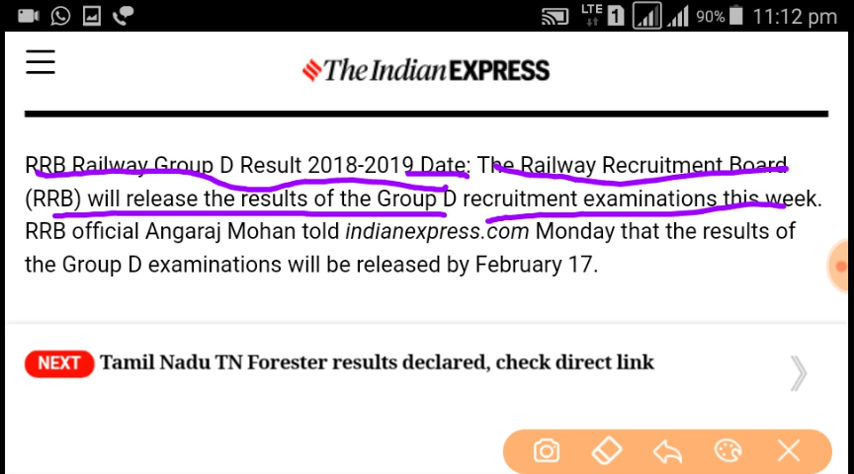 LTE 1 90% 11:12 pm
The Indian EXPRESS
RRB Railway Group D Result 2018-2019 Date: The Railway Recruitment Board
(RRB) will release the results of the Group D recruitment examinations this week.
RRB official Angaraj Mohan told indianexpress.com Monday that the results of
the Group D examinations will be released by February 17.
NEXT Tamil Nadu TN Forester results declared, check direct link